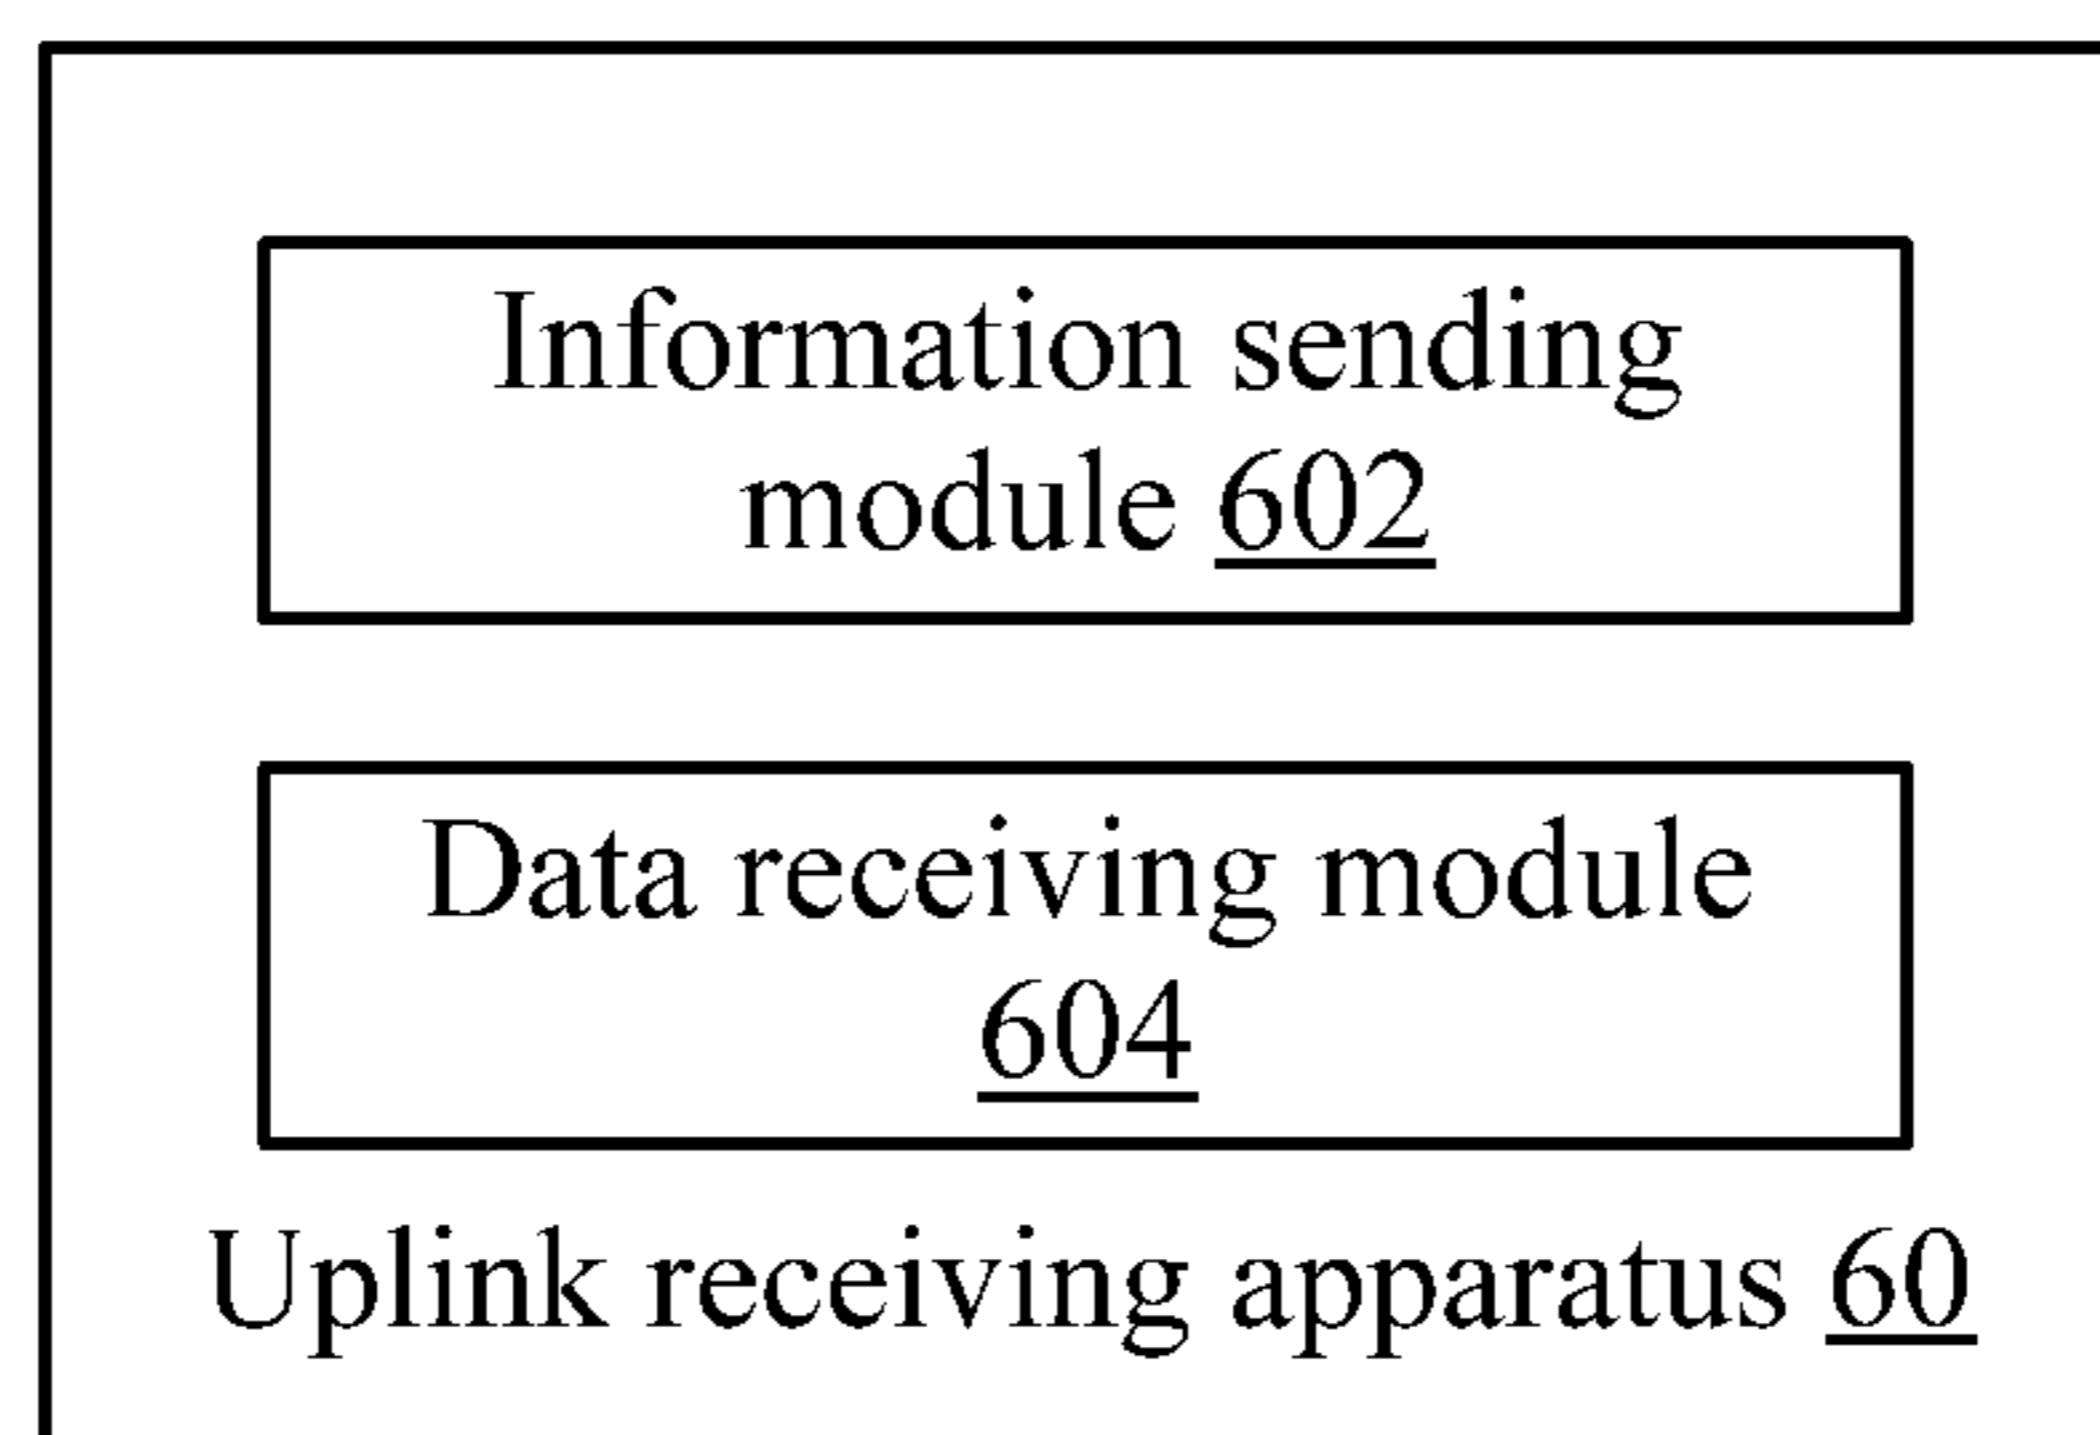 Information sending
module 602
Data receiving module
604
Uplink receiving apparatus 60